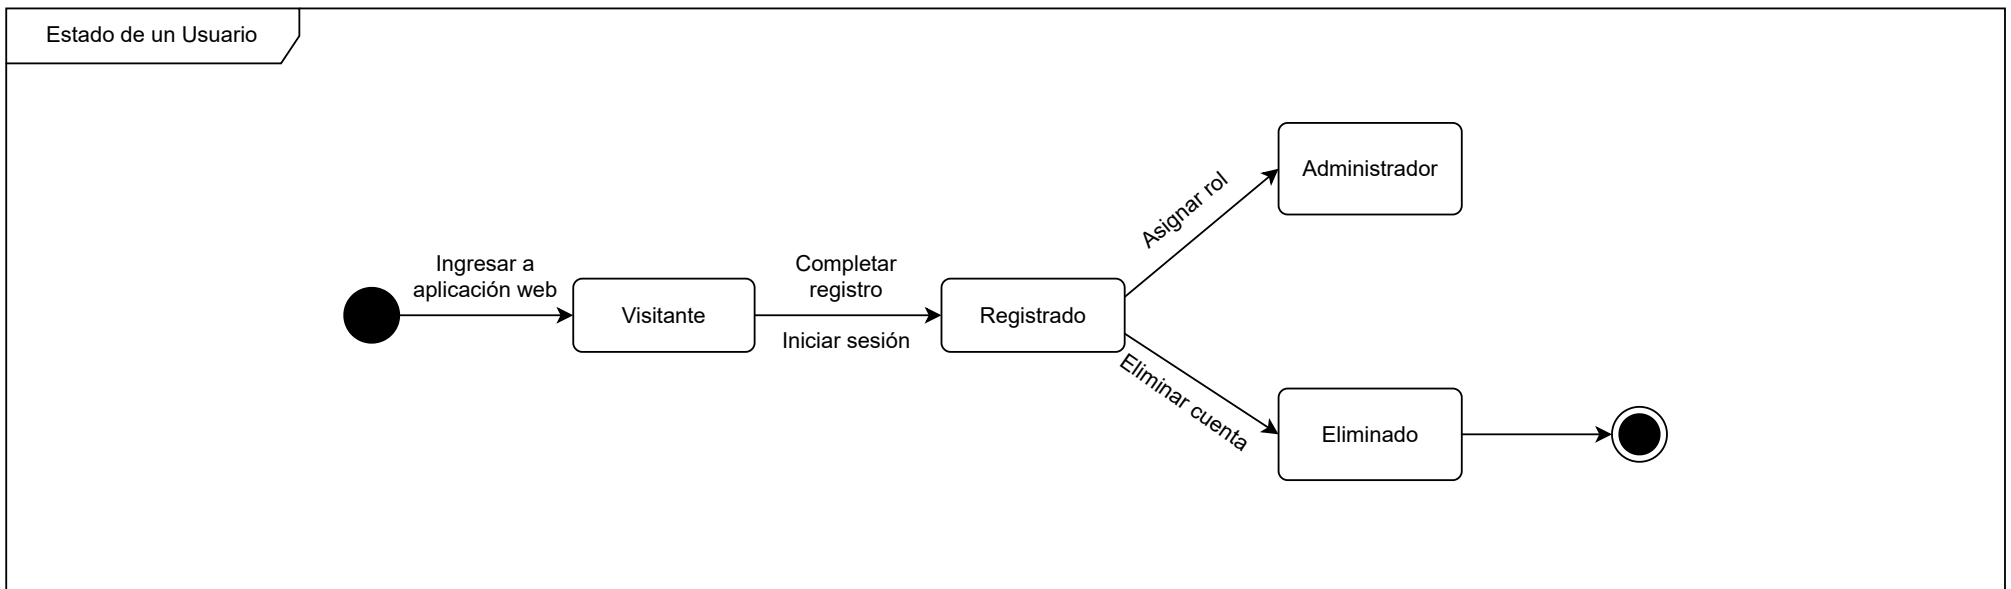 Estado de un Usuario
Ingresar a
aplicación web
Visitante
Completar
registro
Iniciar sesión
Registrado
Asignar rol
Administrador
Eliminar cuenta
Eliminado